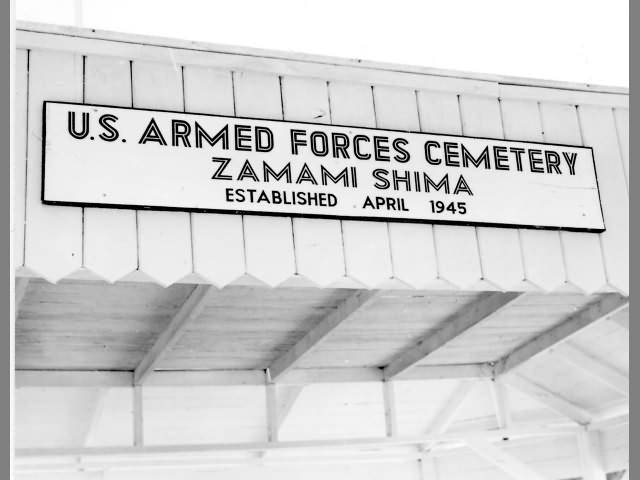 U.S. ARMED FORCES CEMETERY
ZAMAMI SHIMA
ESTABLISHED APRIL 1945